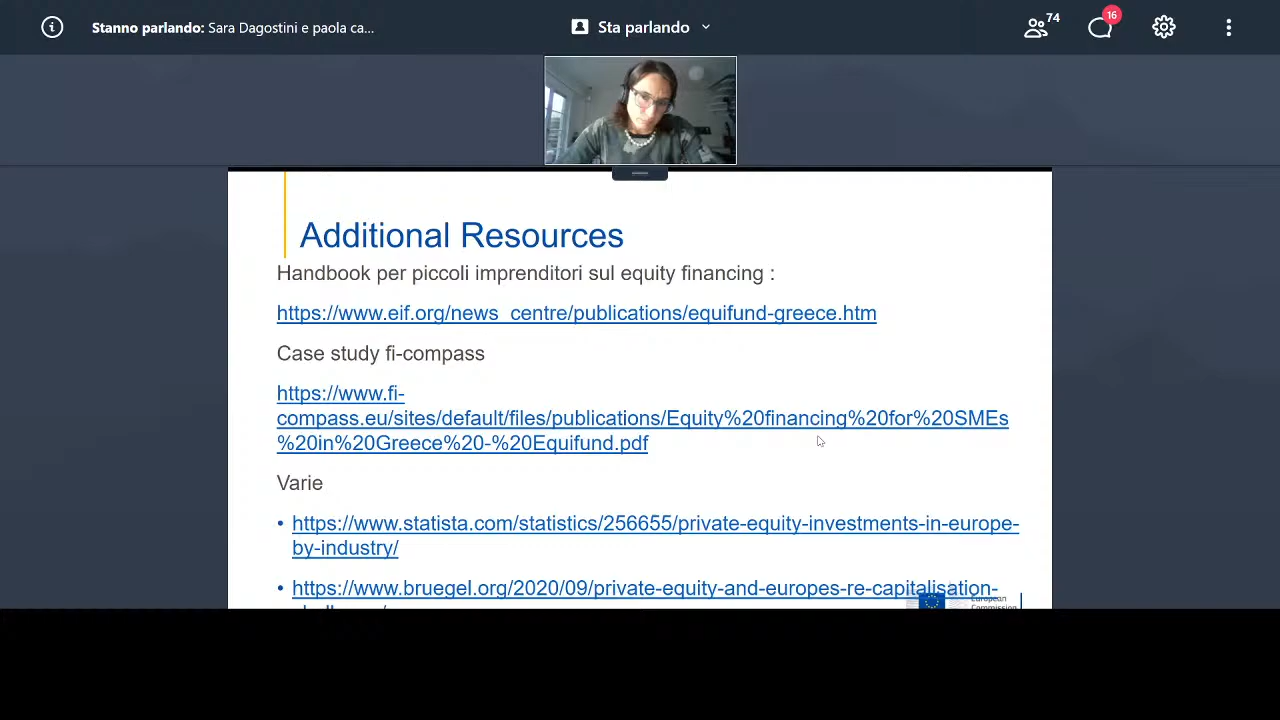 Stanno parlando: Sara Dagostini e paola ca...
Sta parlando
74
16
Additional Resources
Handbook per piccoli imprenditori sul equity financing :
https://www.eif.org/news_centre/publications/equifund-greece.htm
Case study fi-compass
https://www.fi-
compass.eu/sites/default/files/publications/Equity%20financing%20for%20SMEs
%20in%20Greece%20-%20Equifund.pdf
Varie
• https://www.statista.com/statistics/256655/private-equity-investments-in-europe-
by-industry/
• https://www.bruegel.org/2020/09/private-equity-and-europes-re-capitalisation-
European
Commission